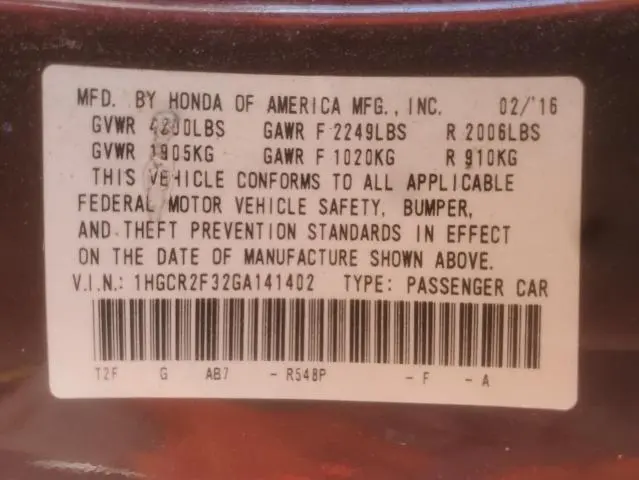 MFD. BY HONDA OF AMERICA MFG., INC. 02/'16
GVWR 4200LBS GAWR F 2249LBS R 2006LBS
GVWR 1905KG GAWR F 1020KG R 910KG
THIS VEHICLE CONFORMS TO ALL APPLICABLE
FEDERAL MOTOR VEHICLE SAFETY, BUMPER,
AND THEFT PREVENTION STANDARDS IN EFFECT
ON THE DATE OF MANUFACTURE SHOWN ABOVE.
V.I.N.: 1HGCR2F32GA141402 TYPE: PASSENGER CAR
T2F G AB7 - R548P - F - A